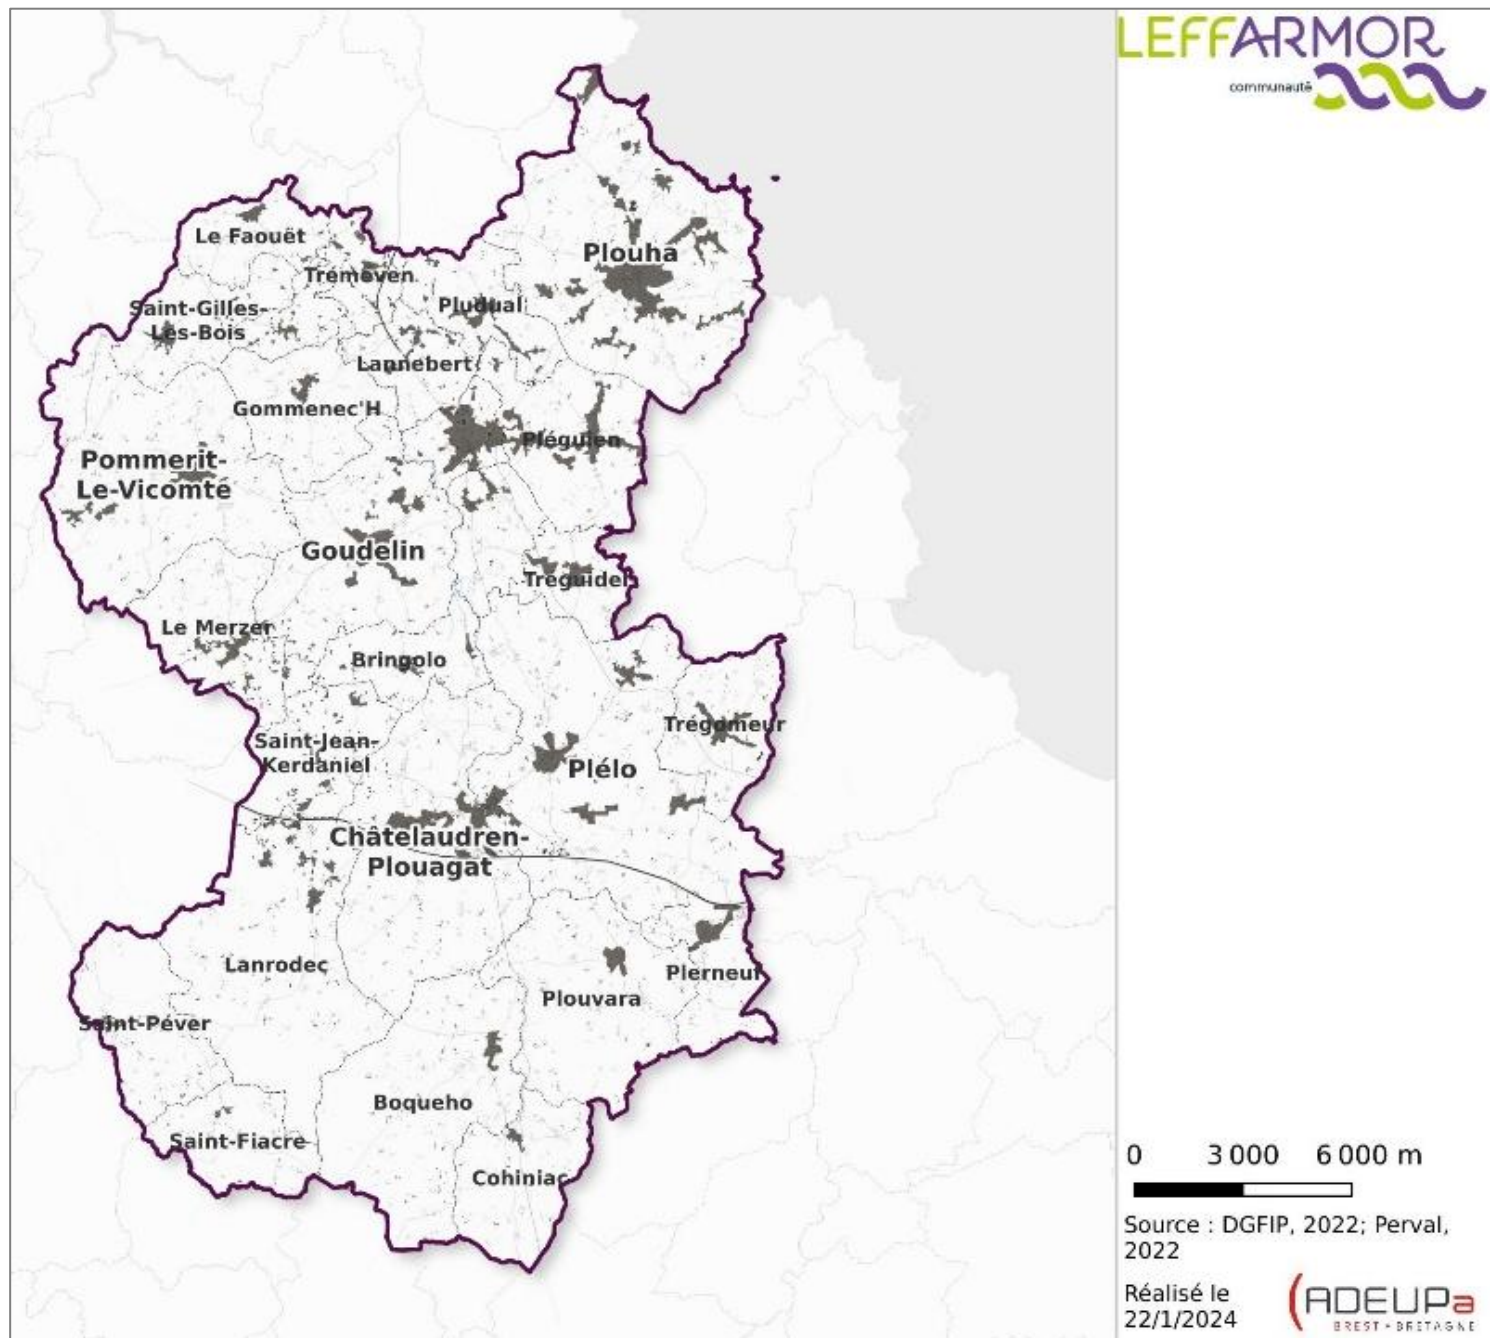 LEFFARMOR
communauté
Le Faouët
Plouha
Tréméven
Saint-Gilles-
Les-Bois
Pludual
Lannebert
Gommenec'H
Pléguien
Pommerit-
Le-Vicomte
Goudelin
Tréguidel
Le Merzer
Bringolo
Trégomeur
Saint-Jean-
Kerdaniel
Plélo
Châtelaudren-
Plouagat
Lanrodec
Plerneuf
Plouvara
Saint-Péver
Boqueho
Saint-Fiacre
Cohiniac
0 3 000 6 000 m
Source : DGFIP, 2022; Perval,
2022
Réalisé le
22/1/2024
ADEUPa
BREST • BRETAGNE